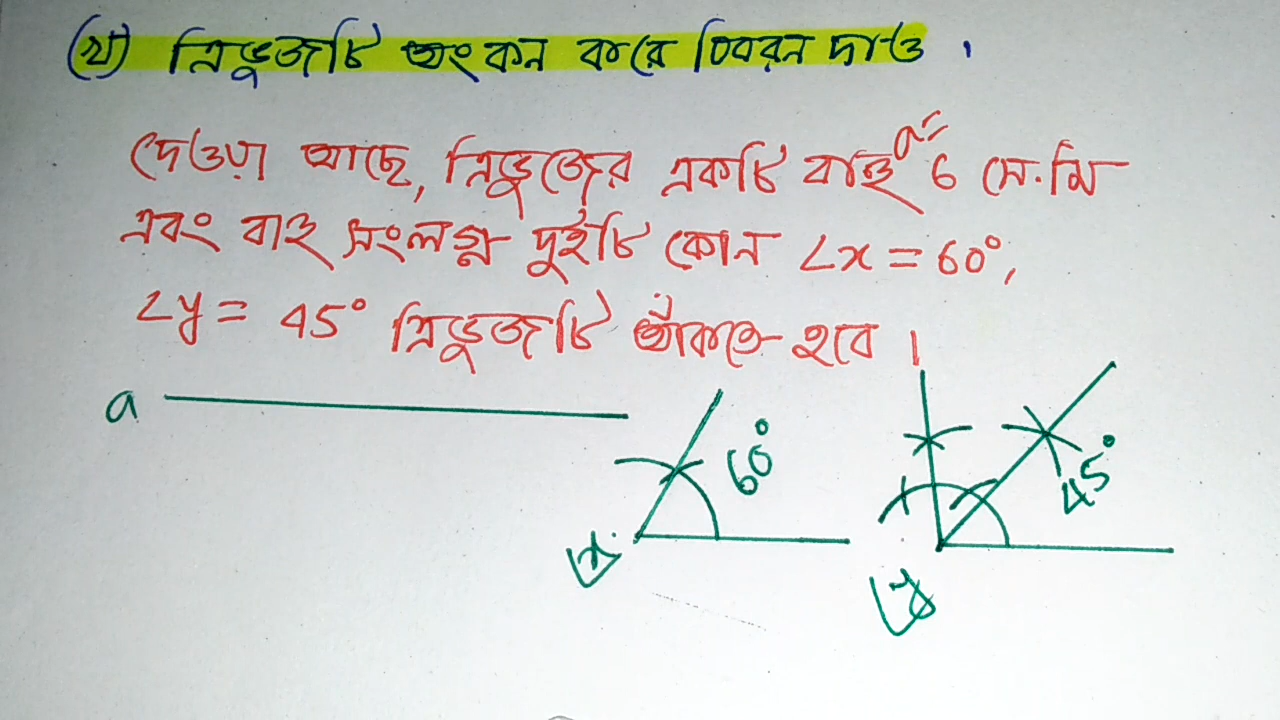 (খ) ত্রিভুজটি অংকন করে বিবরন দাও ।
দেওয়া আছে, ত্রিভুজের একটি বাহু a= 6 সে.মি
এবং বাহু সংলগ্ন দুইটি কোন ∠x = 60°,
∠y = 45° ত্রিভুজটি আঁকতে হবে ।
a
60°
45°
∠x
∠y